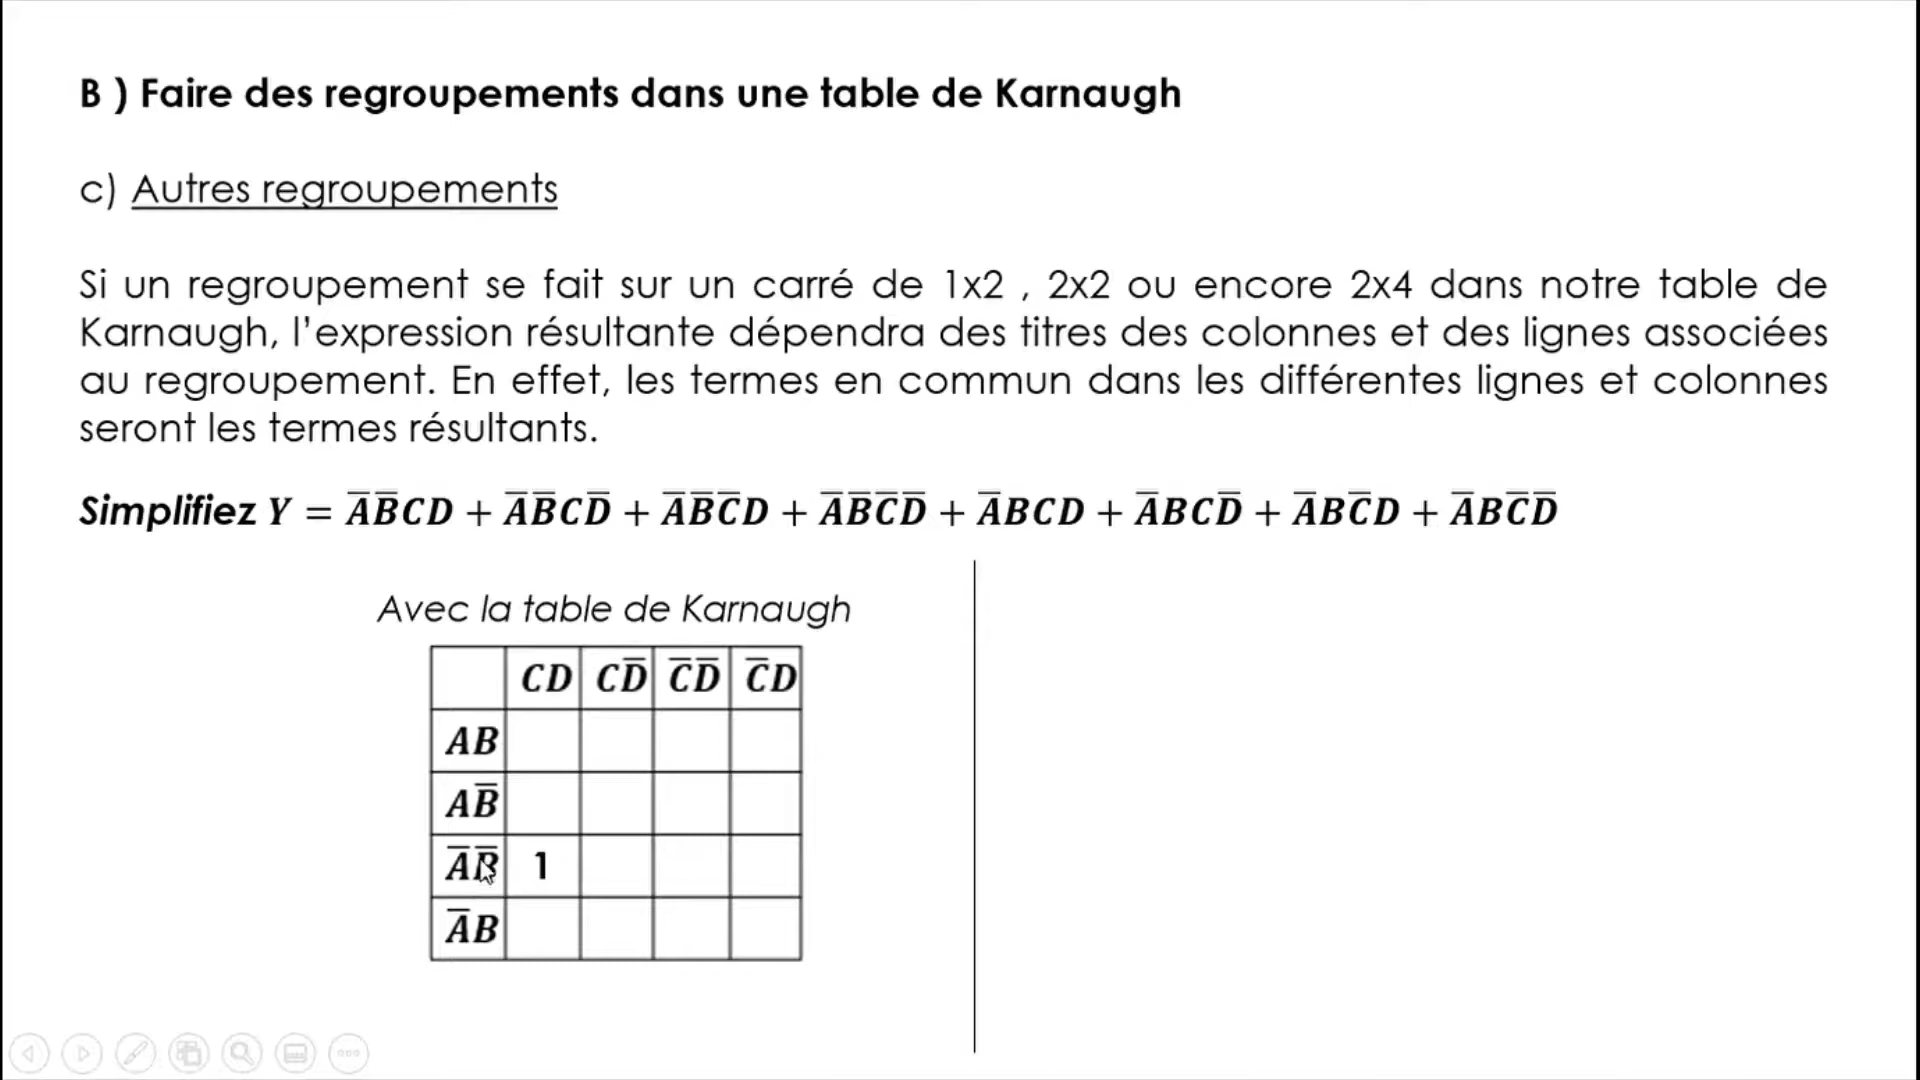 B ) Faire des regroupements dans une table de Karnaugh
c) Autres regroupements
Si un regroupement se fait sur un carré de 1x2 , 2x2 ou encore 2x4 dans notre table de
Karnaugh, l’expression résultante dépendra des titres des colonnes et des lignes associées
au regroupement. En effet, les termes en commun dans les différentes lignes et colonnes
seront les termes résultants.
Simplifiez Y = A̅B̅CD + A̅B̅CD̅ + A̅B̅C̅D + A̅B̅C̅D̅ + A̅BCD + A̅BCD̅ + A̅BC̅D + A̅BC̅D̅
Avec la table de Karnaugh
CD CD̅ C̅D̅ C̅D
AB
AB̅
A̅B̅ 1
A̅B